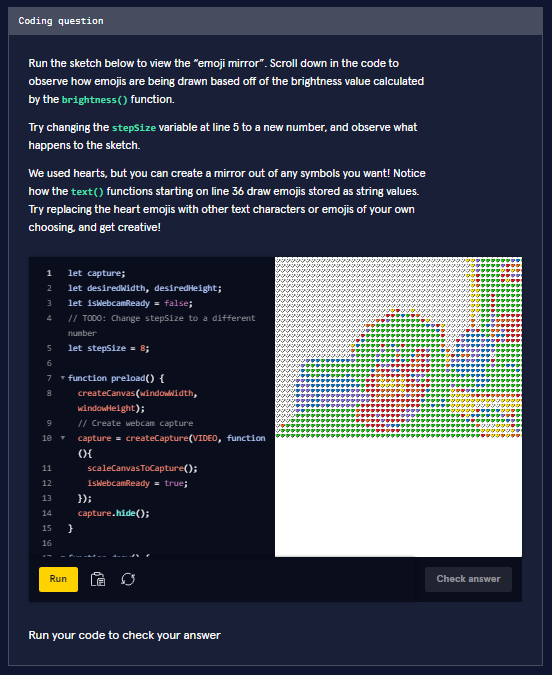 Coding question
Run the sketch below to view the “emoji mirror”. Scroll down in the code to
observe how emojis are being drawn based off of the brightness value calculated
by the brightness() function.
Try changing the stepSize variable at line 5 to a new number, and observe what
happens to the sketch.
We used hearts, but you can create a mirror out of any symbols you want! Notice
how the text() functions starting on line 36 draw emojis stored as string values.
Try replacing the heart emojis with other text characters or emojis of your own
choosing, and get creative!
1 let capture;
2 let desiredWidth, desiredHeight;
3 let isWebcamReady = false;
4 // TODO: Change stepSize to a different
number
5 let stepSize = 8;
6
7 function preload() {
8 createCanvas(windowWidth,
windowHeight);
9 // Create webcam capture
10 capture = createCapture(VIDEO, function
(){
11 scaleCanvasToCapture();
12 isWebcamReady = true;
13 });
14 capture.hide();
15 }
16
17 function draw() {
Run
Check answer
Run your code to check your answer